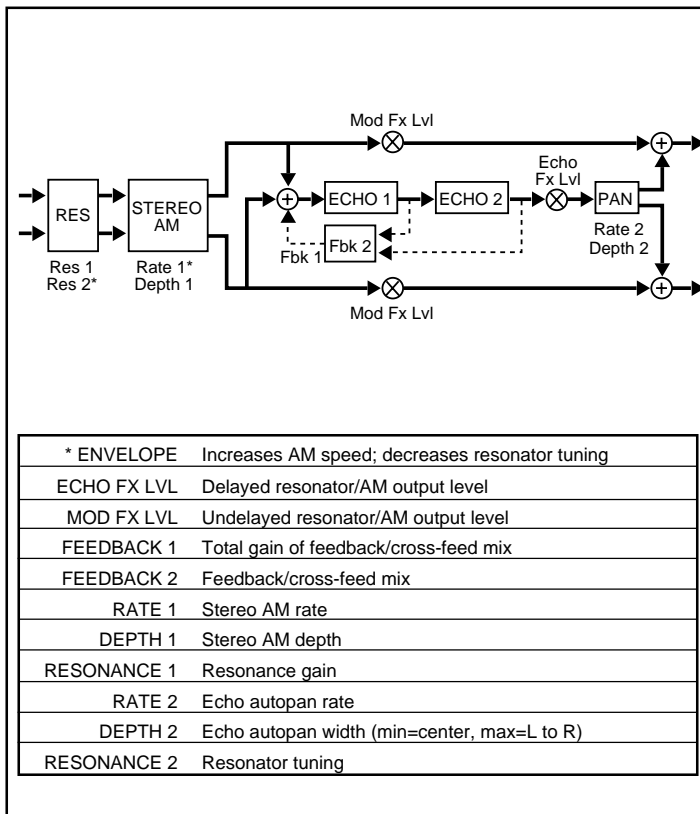 Mod Fx Lvl
Echo
Fx Lvl
RES
STEREO
AM
ECHO 1
ECHO 2
PAN
Fbk 1
Fbk 2
Res 1
Res 2*
Rate 1*
Depth 1
Rate 2
Depth 2
Mod Fx Lvl
* ENVELOPE Increases AM speed; decreases resonator tuning
ECHO FX LVL Delayed resonator/AM output level
MOD FX LVL Undelayed resonator/AM output level
FEEDBACK 1 Total gain of feedback/cross-feed mix
FEEDBACK 2 Feedback/cross-feed mix
RATE 1 Stereo AM rate
DEPTH 1 Stereo AM depth
RESONANCE 1 Resonance gain
RATE 2 Echo autopan rate
DEPTH 2 Echo autopan width (min=center, max=L to R)
RESONANCE 2 Resonator tuning